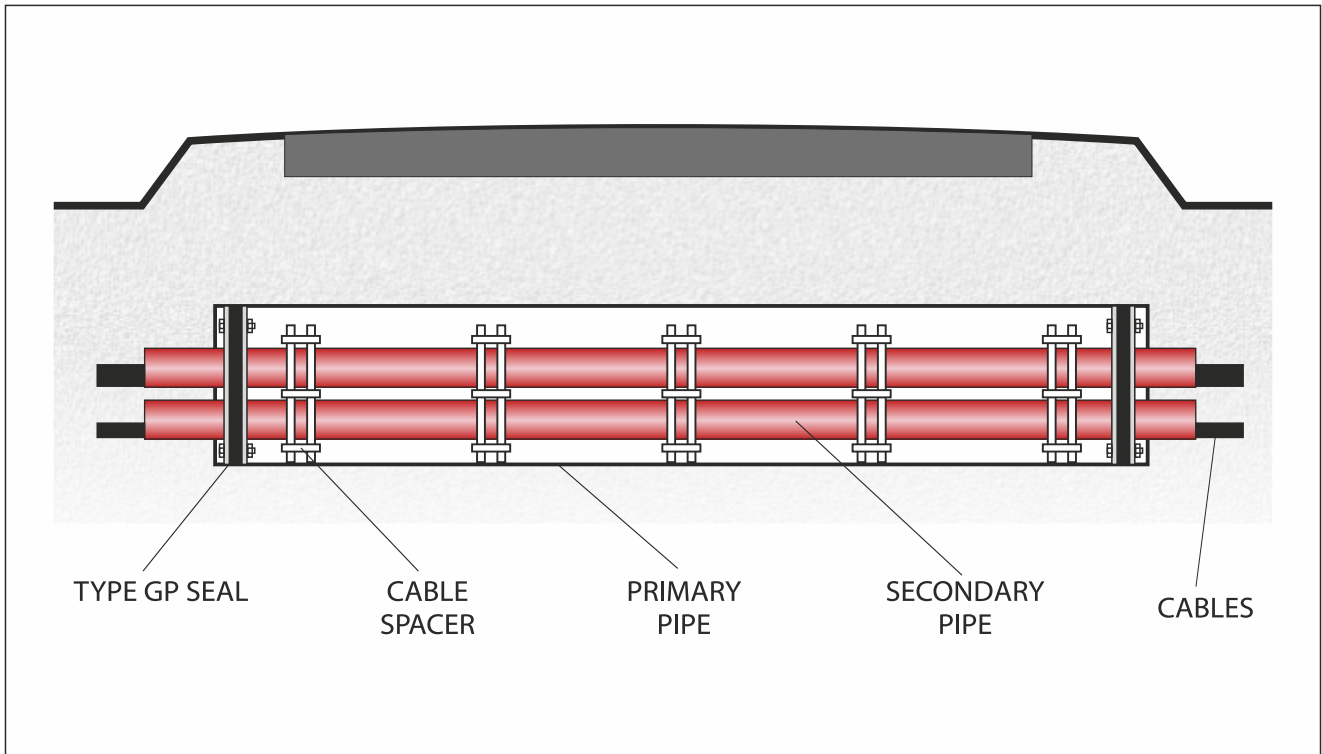 TYPE GP SEAL
CABLE
SPACER
PRIMARY
PIPE
SECONDARY
PIPE
CABLES